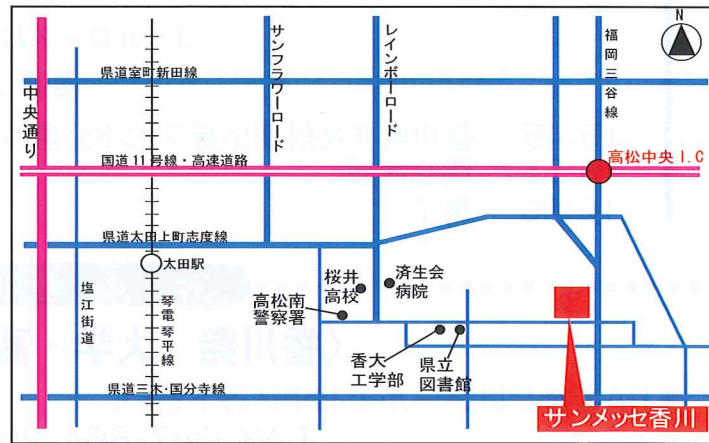 N
サンフラワーロード
レインボーロード
福岡三谷線
県道室町新田線
中央通り
高松中央I.C
国道11号線・高速道路
県道太田上町志度線
太田駅
塩江街道
琴電琴平線
桜井
高校
済生会
病院
高松南
警察署
香大
工学部
県立
図書館
県道三木・国分寺線
サンメッセ香川